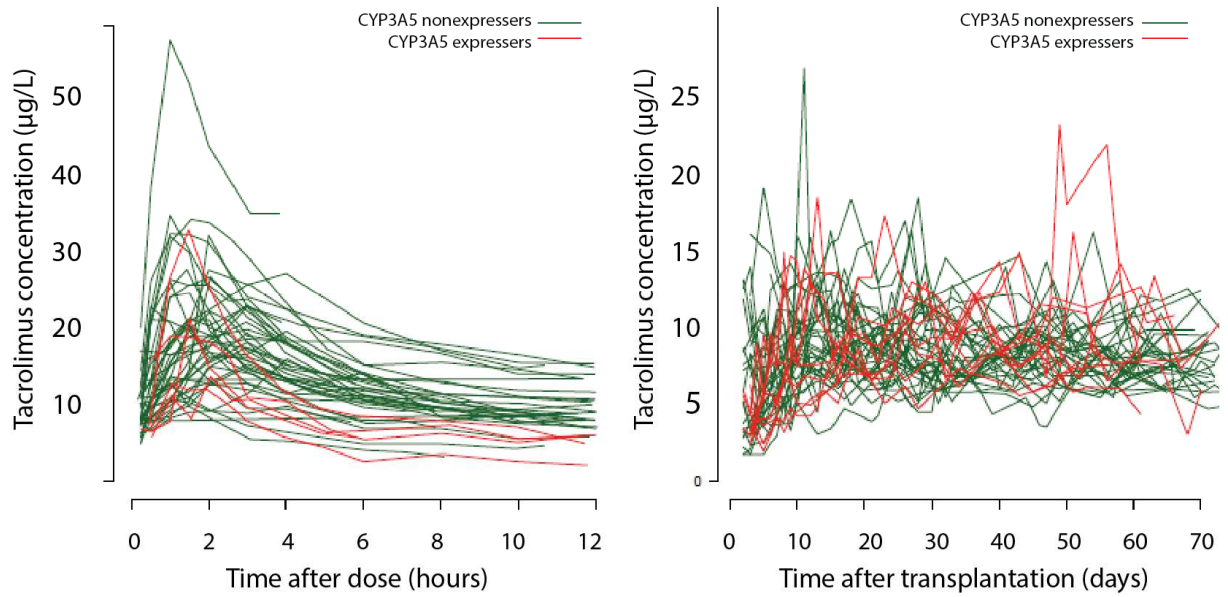 CYP3A5 nonexpressers
CYP3A5 expressers
Tacrolimus concentration (µg/L)
50
40
30
20
10
0 2 4 6 8 10 12
Time after dose (hours)
CYP3A5 nonexpressers
CYP3A5 expressers
Tacrolimus concentration (µg/L)
25
20
15
10
5
0
0 10 20 30 40 50 60 70
Time after transplantation (days)